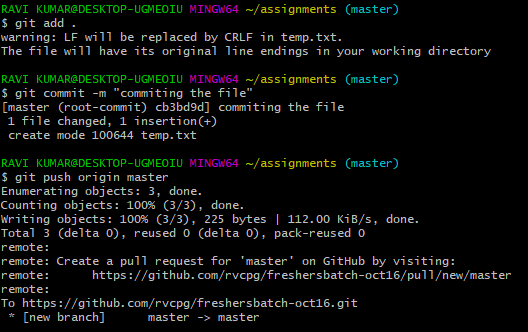 RAVI KUMAR@DESKTOP-UGMEOIU MINGW64 ~/assignments (master)
$ git add .
warning: LF will be replaced by CRLF in temp.txt.
The file will have its original line endings in your working directory
RAVI KUMAR@DESKTOP-UGMEOIU MINGW64 ~/assignments (master)
$ git commit -m "commiting the file"
[master (root-commit) cb3bd9d] commiting the file
1 file changed, 1 insertion(+)
create mode 100644 temp.txt
RAVI KUMAR@DESKTOP-UGMEOIU MINGW64 ~/assignments (master)
$ git push origin master
Enumerating objects: 3, done.
Counting objects: 100% (3/3), done.
Writing objects: 100% (3/3), 225 bytes | 112.00 KiB/s, done.
Total 3 (delta 0), reused 0 (delta 0), pack-reused 0
remote:
remote: Create a pull request for 'master' on GitHub by visiting:
remote:      https://github.com/rvcpg/freshersbatch-oct16/pull/new/master
remote:
To https://github.com/rvcpg/freshersbatch-oct16.git
* [new branch]      master -> master